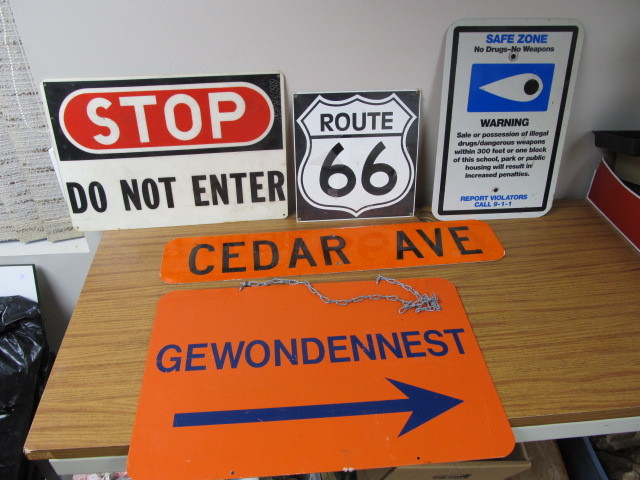 STOP
DO NOT ENTER
ROUTE
66
SAFE ZONE
No Drugs-No Weapons
WARNING
Sale or possession of illegal
drugs/dangerous weapons
within 300 feet or one block
of this school, park or public
housing will result in
increased penalties.
REPORT VIOLATORS
CALL 9-1-1
CEDAR AVE
GEWONDENNEST